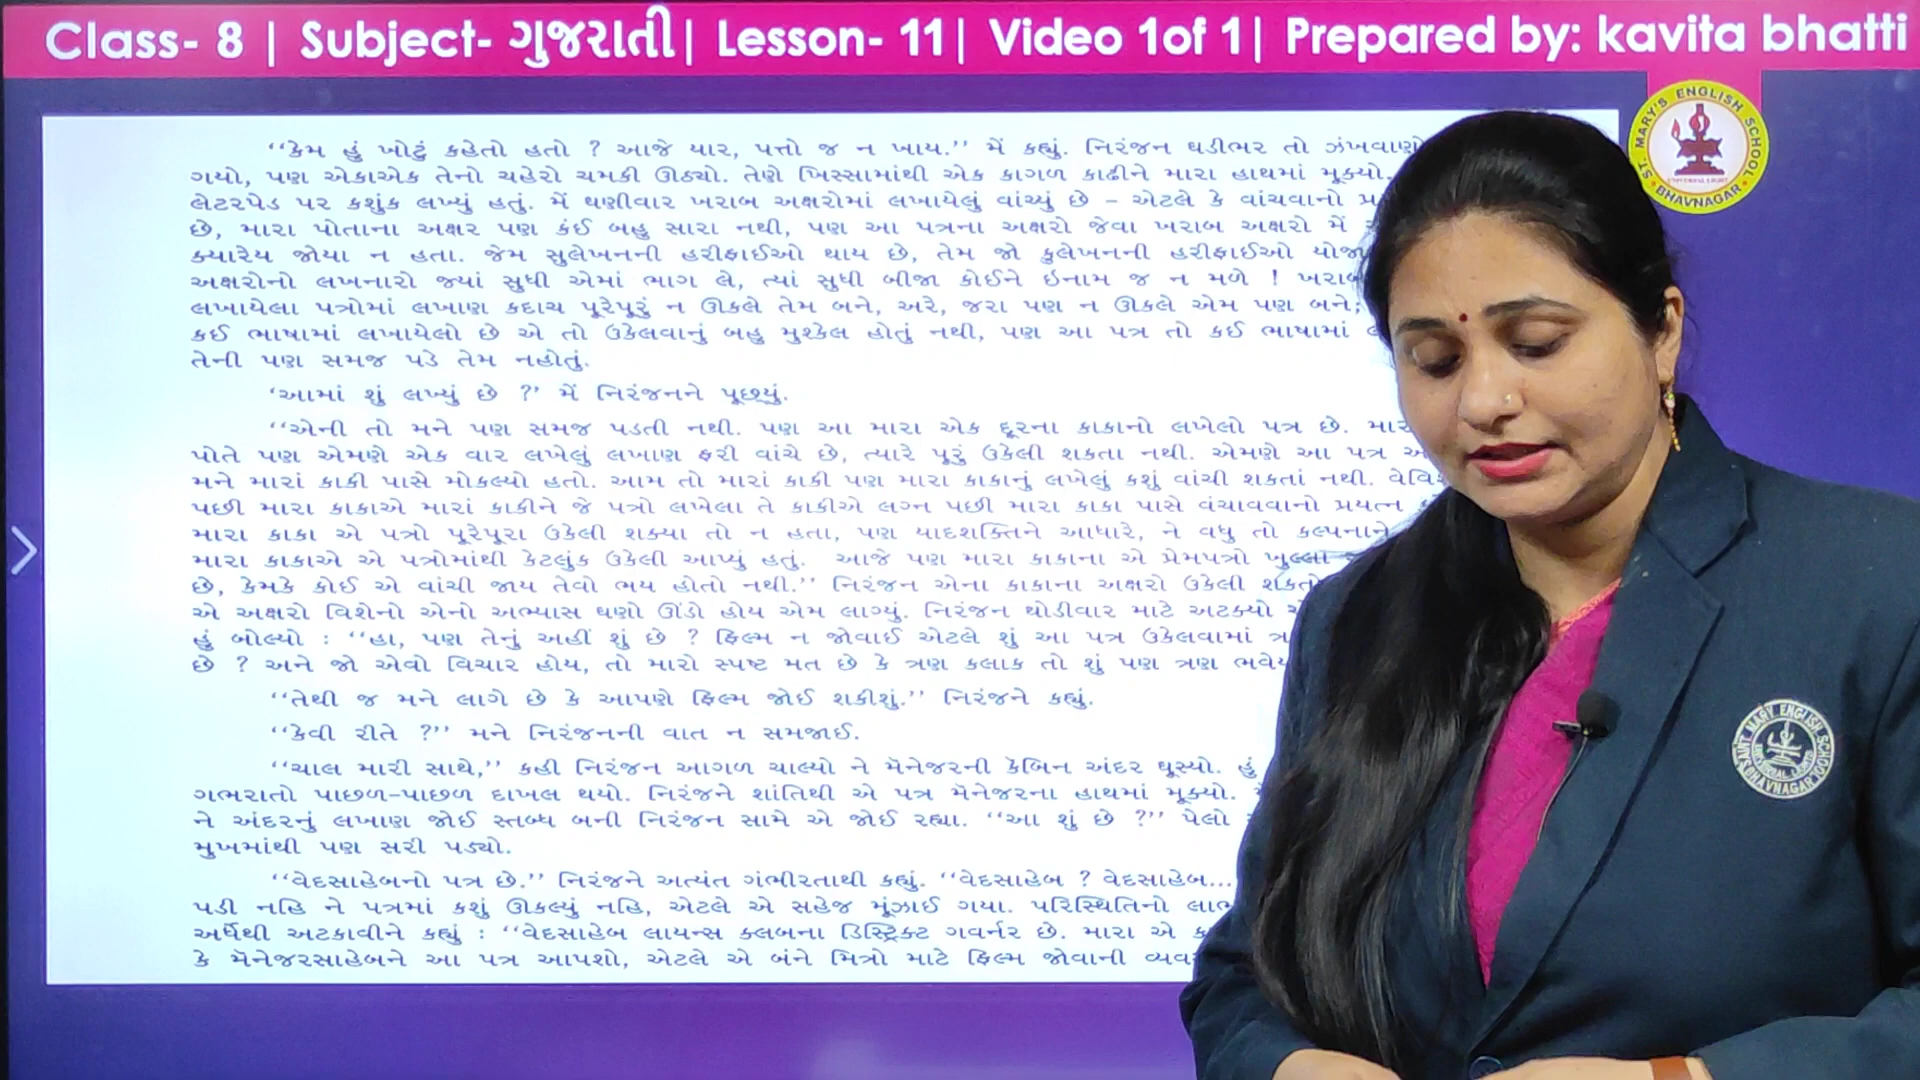 Class- 8 | Subject- ગુજરાતી| Lesson- 11| Video 1of 1| Prepared by: kavita bhatti
ST. MARY'S ENGLISH SCHOOL
BHAVNAGAR
‘‘કેમ હું ખોટું કહેતો હતો ? આજે યાર, પત્તો જ ન ખાય.’’ મેં કહ્યું. નિરંજન ઘડીભર તો ઝંખવાણો
ગયો, પણ એકાએક તેનો ચહેરો ચમકી ઊઠ્યો. તેણે ખિસ્સામાંથી એક કાગળ કાઢીને મારા હાથમાં મૂક્યો.
લેટરપેડ પર કશુંક લખ્યું હતું. મેં ઘણીવાર ખરાબ અક્ષરોમાં લખાયેલું વાંચ્યું છે – એટલે કે વાંચવાનો
છે, મારા પોતાના અક્ષર પણ કંઈ બહુ સારા નથી, પણ આ પત્રના અક્ષરો જેવા ખરાબ અક્ષરો મેં
ક્યારેય જોયા ન હતા. જેમ સુલેખનની હરીફાઈઓ થાય છે, તેમ જો કુલેખનની હરીફાઈઓ
અક્ષરોનો લખનારો જ્યાં સુધી એમાં ભાગ લે, ત્યાં સુધી બીજા કોઈને ઇનામ જ ન મળે !
લખાયેલા પત્રોમાં લખાણ કદાચ પૂરેપૂરું ન ઊકલે તેમ બને, અરે, જરા પણ ન ઊકલે એમ પણ બને;
કઈ ભાષામાં લખાયેલો છે એ તો ઉકેલવાનું બહુ મુશ્કેલ હોતું નથી, પણ આ પત્ર તો કઈ ભાષામાં
તેની પણ સમજ પડે તેમ નહોતું.
‘આમાં શું લખ્યું છે ?’ મેં નિરંજનને પૂછ્યું.
‘‘એની તો મને પણ સમજ પડતી નથી. પણ આ મારા એક દૂરના કાકાનો લખેલો પત્ર છે.
પોતે પણ એમણે એક વાર લખેલું લખાણ ફરી વાંચે છે, ત્યારે પૂરું ઉકેલી શકતા નથી. એમણે આ પત્ર
મને મારાં કાકી પાસે મોકલ્યો હતો. આમ તો મારાં કાકી પણ મારા કાકાનું લખેલું કશું વાંચી શકતાં નથી.
પછી મારા કાકાએ મારાં કાકીને જે પત્રો લખેલા તે કાકીએ લગ્ન પછી મારા કાકા પાસે વંચાવવાનો પ્રયત્ન
મારા કાકા એ પત્રો પૂરેપૂરા ઉકેલી શક્યા તો ન હતા, પણ યાદશક્તિને આધારે, ને વધુ તો કલ્પનાને
મારા કાકાએ એ પત્રોમાંથી કેટલુંક ઉકેલી આપ્યું હતું. આજે પણ મારા કાકાના એ પ્રેમપત્રો ખુલ્લા
છે, કેમકે કોઈ એ વાંચી જાય તેવો ભય હોતો નથી.’’ નિરંજન એના કાકાના અક્ષરો ઉકેલી
એ અક્ષરો વિશેનો એનો અભ્યાસ ઘણો ઊંડો હોય એમ લાગ્યું. નિરંજન થોડીવાર માટે અટક્યો
હું બોલ્યો : ‘‘હા, પણ તેનું અહીં શું છે ? ફિલ્મ ન જોવાઈ એટલે શું આ પત્ર ઉકેલવામાં
છે ? અને જો એવો વિચાર હોય, તો મારો સ્પષ્ટ મત છે કે ત્રણ કલાક તો શું પણ ત્રણ
‘‘તેથી જ મને લાગે છે કે આપણે ફિલ્મ જોઈ શકીશું.’’ નિરંજને કહ્યું.
‘‘કેવી રીતે ?’’ મને નિરંજનની વાત ન સમજાઈ.
‘‘ચાલ મારી સાથે,’’ કહી નિરંજન આગળ ચાલ્યો ને મૅનેજરની કૅબિન અંદર ઘૂસ્યો. હું
ગભરાતો પાછળ-પાછળ દાખલ થયો. નિરંજને શાંતિથી એ પત્ર મૅનેજરના હાથમાં મૂક્યો.
ને અંદરનું લખાણ જોઈ સ્તબ્ધ બની નિરંજન સામે એ જોઈ રહ્યા. ‘‘આ શું છે ?’’ પેલો
મુખમાંથી પણ સરી પડ્યો.
‘‘વેદસાહેબનો પત્ર છે.’’ નિરંજને અત્યંત ગંભીરતાથી કહ્યું. ‘‘વેદસાહેબ ? વેદસાહેબ...
પડી નહિ ને પત્રમાં કશું ઊકલ્યું નહિ, એટલે એ સહેજ મૂંઝાઈ ગયા. પરિસ્થિતિનો
અર્ધેથી અટકાવીને કહ્યું : ‘‘વેદસાહેબ લાયન્સ ક્લબના ડિસ્ટ્રિક્ટ ગવર્નર છે. મારા એ
કે મૅનેજરસાહેબને આ પત્ર આપશો, એટલે એ બંને મિત્રો માટે ફિલ્મ જોવાની